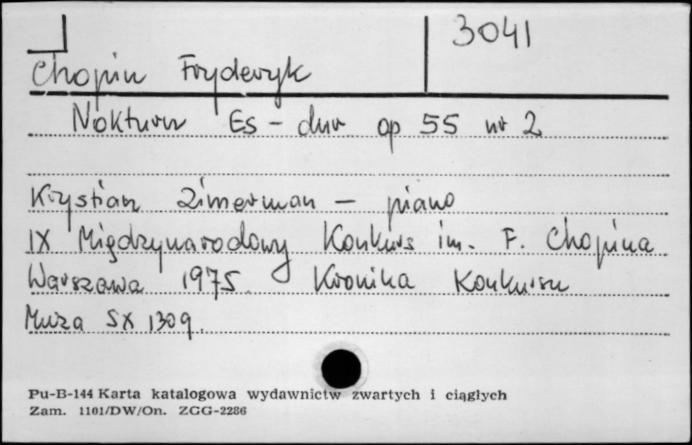 3041
Chopin Fryderyk
Nokturn Es-dur op 55 nr 2
Krystian Zimerman - piano
IX Międzynarodowy Konkurs im. F. Chopina
Warszawa 1975. Kronika Konkursu
Muza SX 1309.
Pu-B-144 Karta katalogowa wydawnictw zwartych i ciągłych
Zam. 1101/DW/On. ZGG-2286